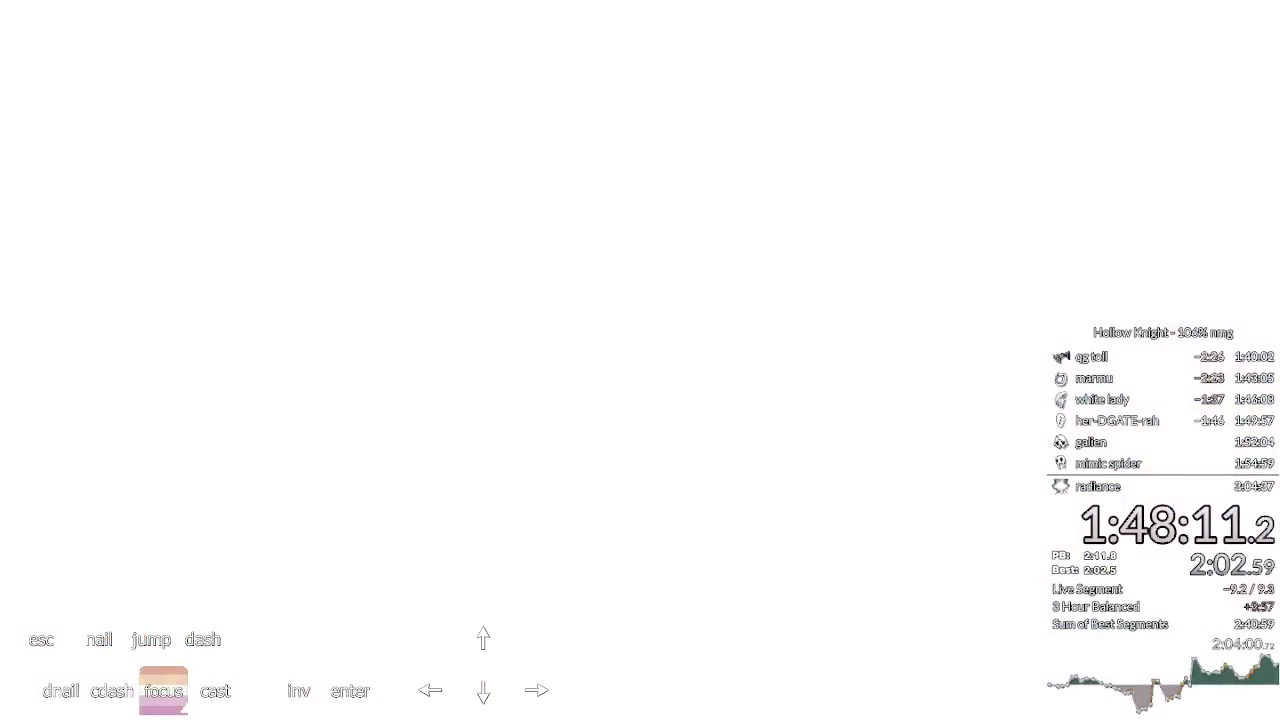 Hollow Knight - 106% nmg
qg toll −2:26 1:40:02
marmu −2:23 1:43:05
white lady −1:37 1:46:08
her-DGATE-rah −1:46 1:49:57
galien 1:52:04
mimic spider 1:54:59
radiance 3:04:37
1:48:11.2
PB: 2:11.8
Best: 2:02.5
2:02.59
Live Segment −9.2 / 9.3
3 Hour Balanced
Sum of Best Segments 2:40:59
2:04:00.72
esc nail jump dash ↑
dnail cdash focus cast inv enter ← ↓ →